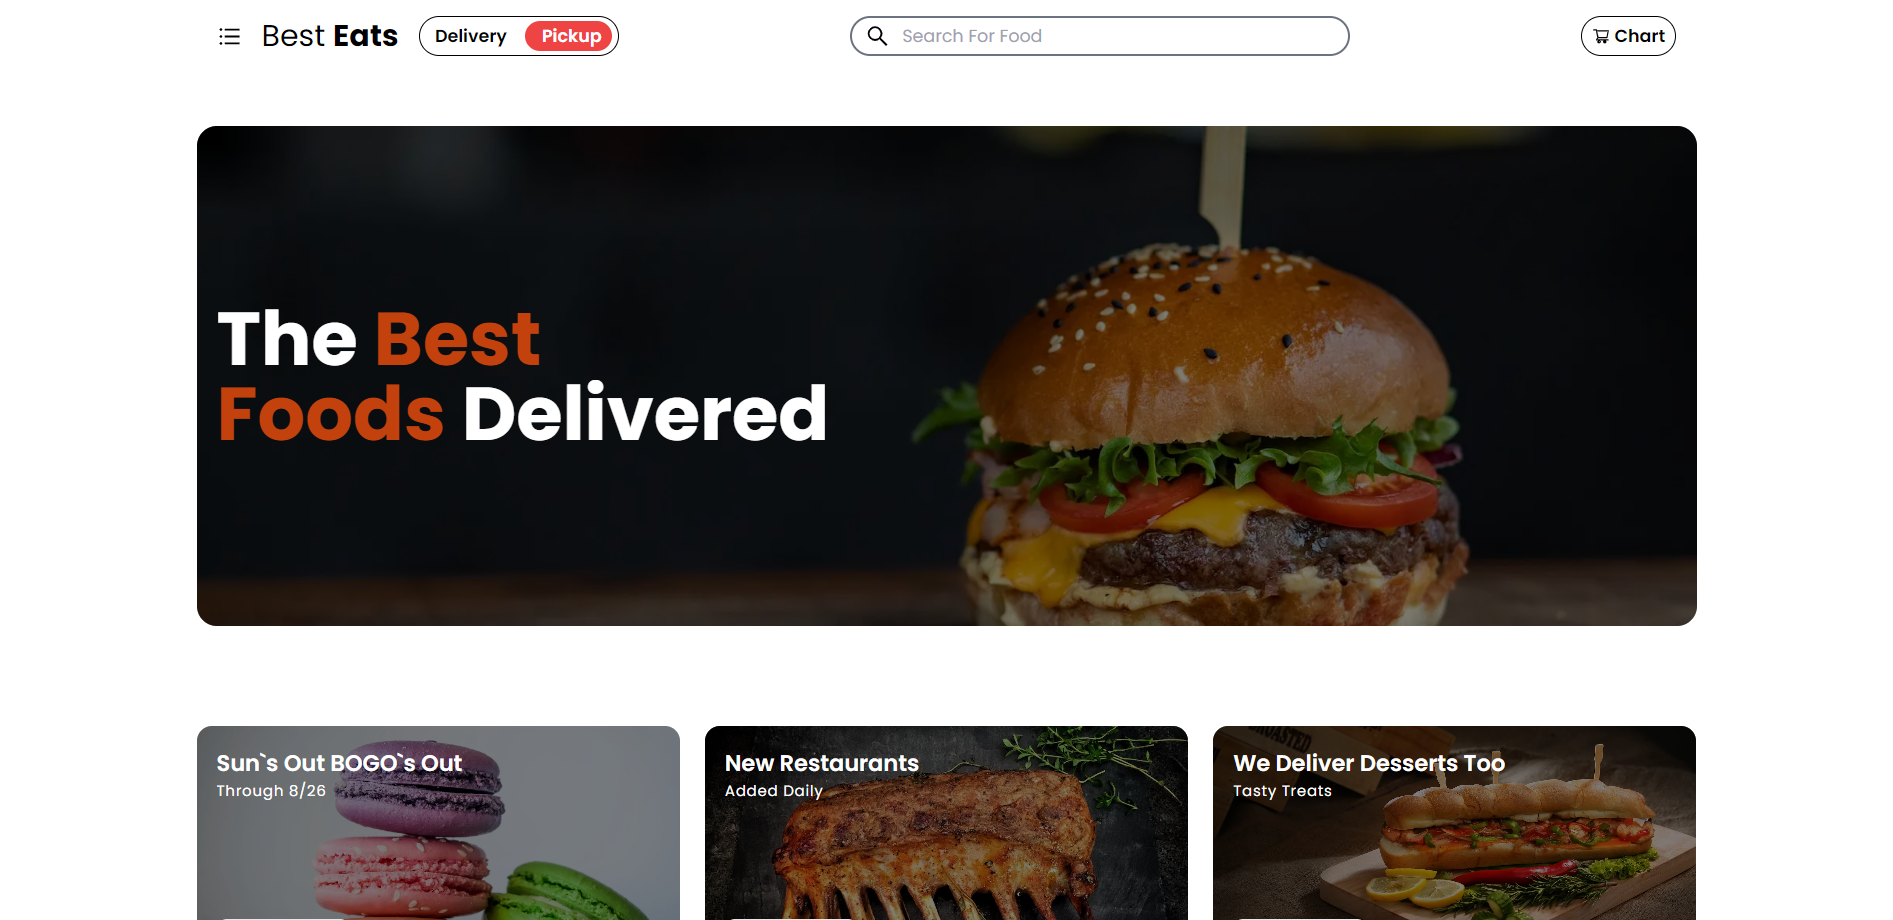 Best Eats
Delivery Pickup
Search For Food
Chart
The Best
Foods Delivered
Sun`s Out BOGO`s Out
Through 8/26
New Restaurants
Added Daily
We Deliver Desserts Too
Tasty Treats